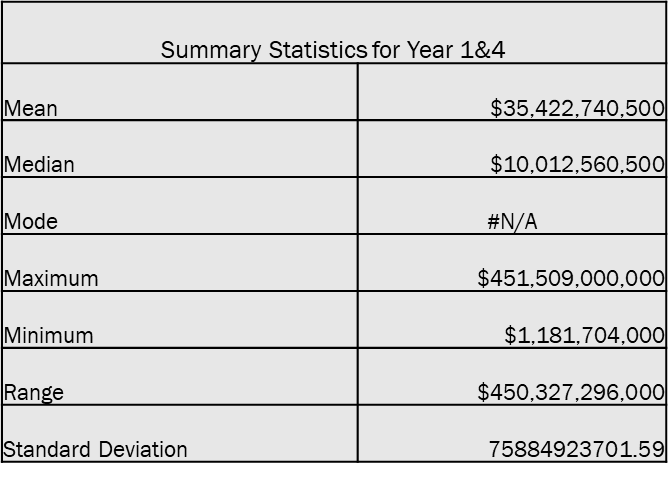 Summary Statistics for Year 1&4
Mean $35,422,740,500
Median $10,012,560,500
Mode #N/A
Maximum $451,509,000,000
Minimum $1,181,704,000
Range $450,327,296,000
Standard Deviation 75884923701.59